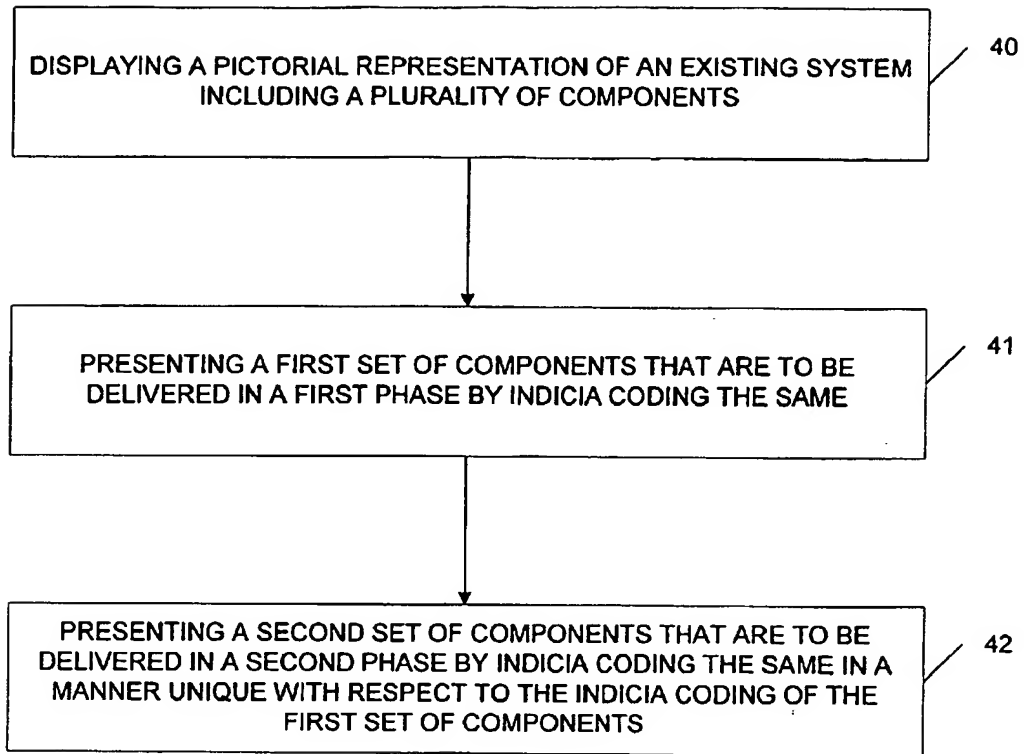 DISPLAYING A PICTORIAL REPRESENTATION OF AN EXISTING SYSTEM
INCLUDING A PLURALITY OF COMPONENTS
40
PRESENTING A FIRST SET OF COMPONENTS THAT ARE TO BE
DELIVERED IN A FIRST PHASE BY INDICIA CODING THE SAME
41
PRESENTING A SECOND SET OF COMPONENTS THAT ARE TO BE
DELIVERED IN A SECOND PHASE BY INDICIA CODING THE SAME IN A
MANNER UNIQUE WITH RESPECT TO THE INDICIA CODING OF THE
FIRST SET OF COMPONENTS
42